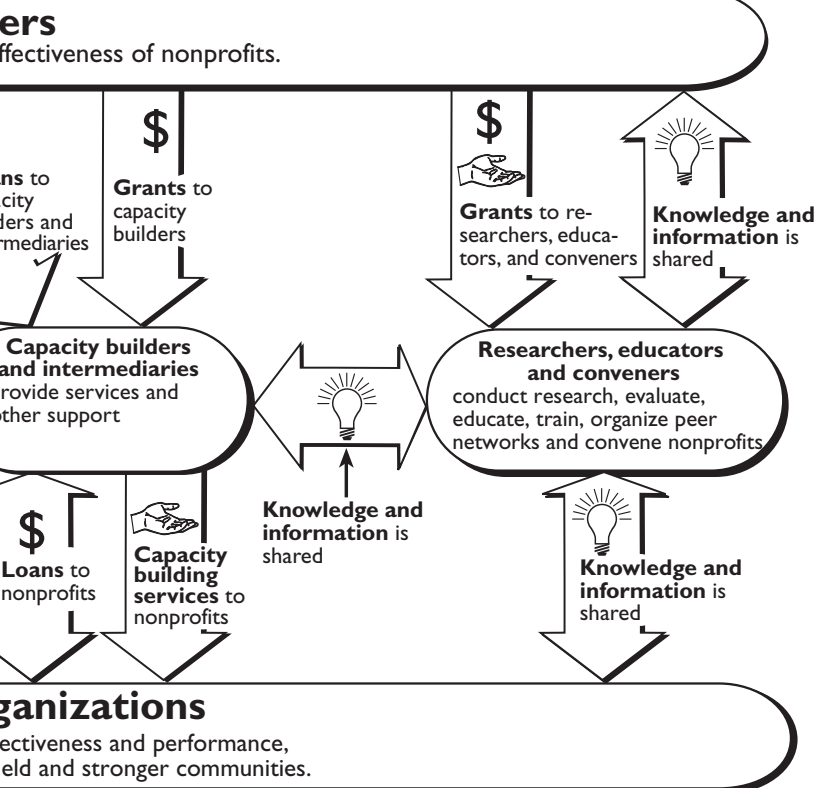 ers
ffectiveness of nonprofits.
$
$
ns to
city
ders and
rmediaries
Grants to
capacity
builders
Grants to re-
searchers, educa-
tors, and conveners
Knowledge and
information is
shared
Capacity builders
and intermediaries
rovide services and
other support
Researchers, educators
and conveners
conduct research, evaluate,
educate, train, organize peer
networks and convene nonprofits
Knowledge and
information is
shared
$
Loans to
nonprofits
Capacity
building
services to
nonprofits
Knowledge and
information is
shared
ganizations
ectiveness and performance,
eld and stronger communities.